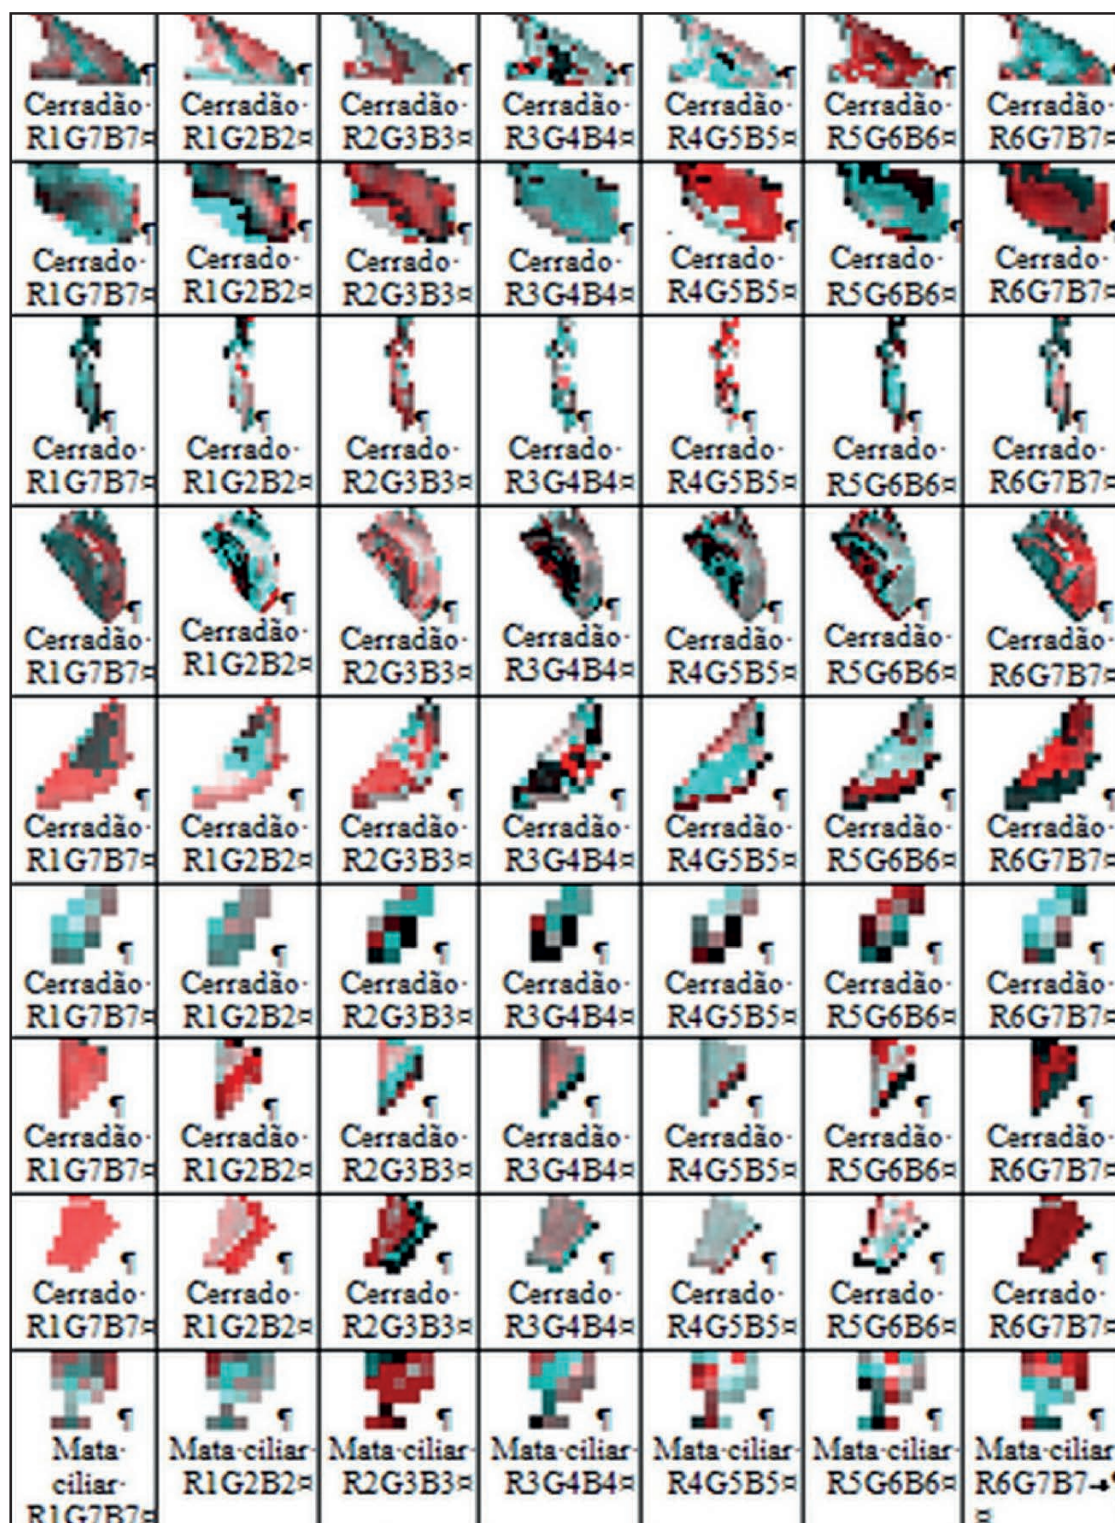 Cerradão· Cerradão· Cerradão· Cerradão· Cerradão· Cerradão· Cerradão·
R1G7B7¤ R1G2B2¤ R2G3B3¤ R3G4B4¤ R4G5B5¤ R5G6B6¤ R6G7B7¤
Cerrado· Cerrado· Cerrado· Cerrado· Cerrado· Cerrado· Cerrado·
R1G7B7¤ R1G2B2¤ R2G3B3¤ R3G4B4¤ R4G5B5¤ R5G6B6¤ R6G7B7¤
Cerrado· Cerrado· Cerrado· Cerrado· Cerrado· Cerrado· Cerrado·
R1G7B7¤ R1G2B2¤ R2G3B3¤ R3G4B4¤ R4G5B5¤ R5G6B6¤ R6G7B7¤
Cerradão· Cerradão· Cerradão· Cerradão· Cerradão· Cerradão· Cerradão·
R1G7B7¤ R1G2B2¤ R2G3B3¤ R3G4B4¤ R4G5B5¤ R5G6B6¤ R6G7B7¤
Cerradão· Cerradão· Cerradão· Cerradão· Cerradão· Cerradão· Cerradão·
R1G7B7¤ R1G2B2¤ R2G3B3¤ R3G4B4¤ R4G5B5¤ R5G6B6¤ R6G7B7¤
Cerradão· Cerradão· Cerradão· Cerradão· Cerradão· Cerradão· Cerradão·
R1G7B7¤ R1G2B2¤ R2G3B3¤ R3G4B4¤ R4G5B5¤ R5G6B6¤ R6G7B7¤
Cerradão· Cerradão· Cerradão· Cerradão· Cerradão· Cerradão· Cerradão·
R1G7B7¤ R1G2B2¤ R2G3B3¤ R3G4B4¤ R4G5B5¤ R5G6B6¤ R6G7B7¤
Cerrado· Cerrado· Cerrado· Cerrado· Cerrado· Cerrado· Cerrado·
R1G7B7¤ R1G2B2¤ R2G3B3¤ R3G4B4¤ R4G5B5¤ R5G6B6¤ R6G7B7¤
Mata·
ciliar·
R1G7B7¤
Mata·ciliar·
R1G2B2¤
Mata·ciliar·
R2G3B3¤
Mata·ciliar·
R3G4B4¤
Mata·ciliar·
R4G5B5¤
Mata·ciliar·
R5G6B6¤
Mata·ciliar
R6G7B7→¶
¤